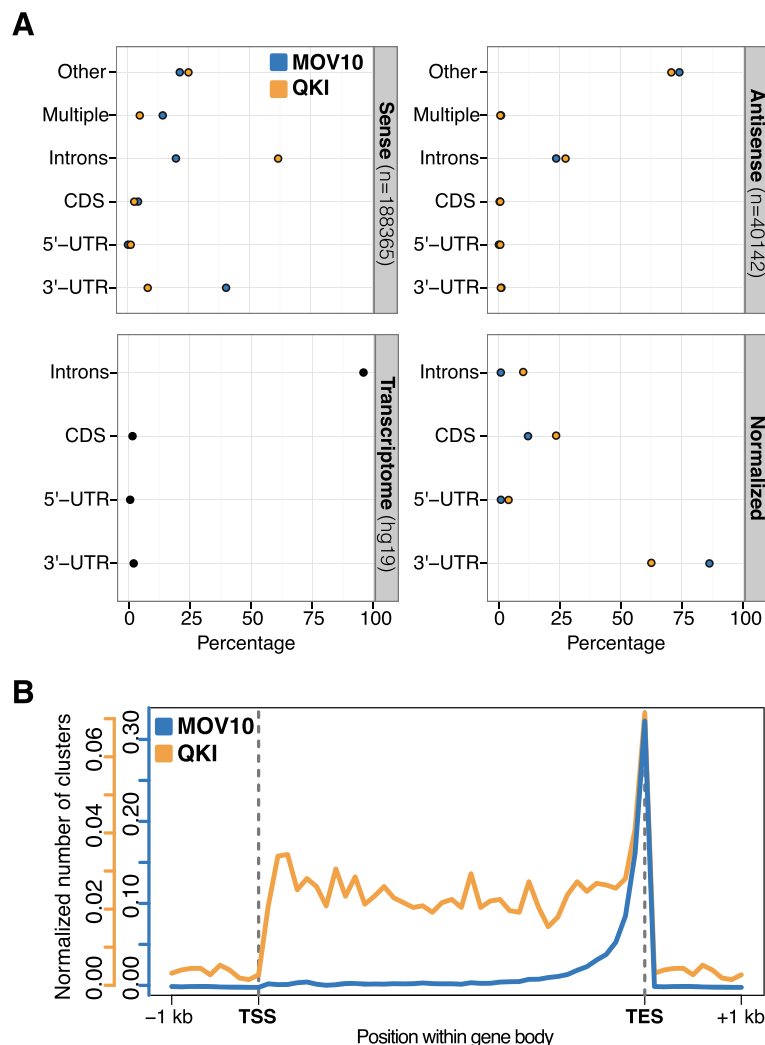 A
MOV10
QKI
Other
Multiple
Introns
CDS
5'−UTR
3'−UTR
Sense (n=188365)
Other
Multiple
Introns
CDS
5'−UTR
3'−UTR
Antisense (n=40142)
Introns
CDS
5'−UTR
3'−UTR
Transcriptome (hg19)
0 25 50 75 100
Percentage
Introns
CDS
5'−UTR
3'−UTR
Normalized
0 25 50 75 100
Percentage
B
MOV10
QKI
Normalized number of clusters
0.00 0.02 0.04 0.06
0.00 0.10 0.20 0.30
−1 kb TSS TES +1 kb
Position within gene body